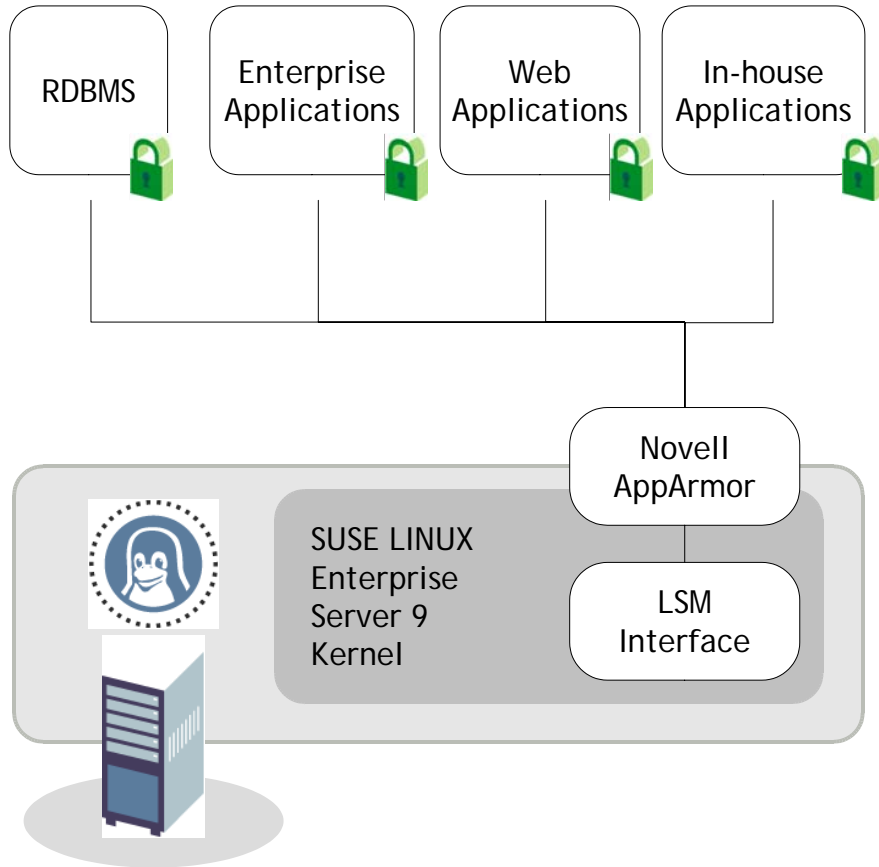 RDBMS
Enterprise
Applications
Web
Applications
In-house
Applications
Novell
AppArmor
SUSE LINUX
Enterprise
Server 9
Kernel
LSM
Interface